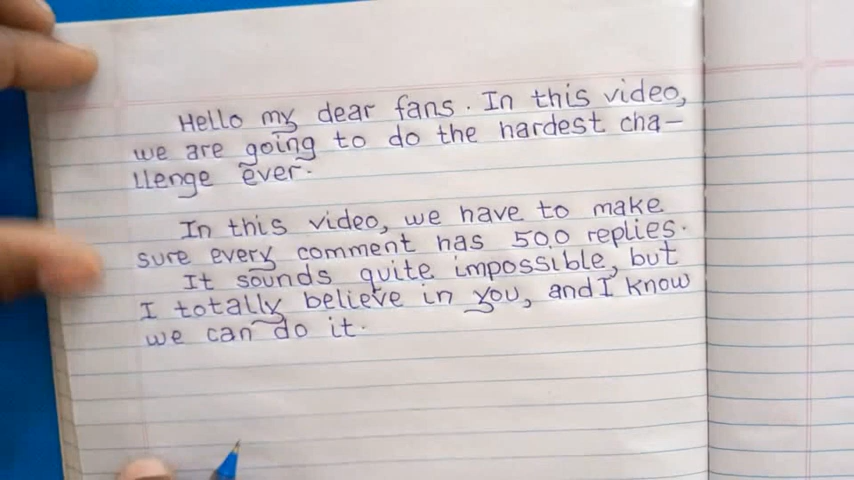 Hello my dear fans. In this video,
we are going to do the hardest cha-
llenge ever.
In this video, we have to make
sure every comment has 500 replies.
It sounds quite impossible, but
I totally believe in you, and I know
we can do it.